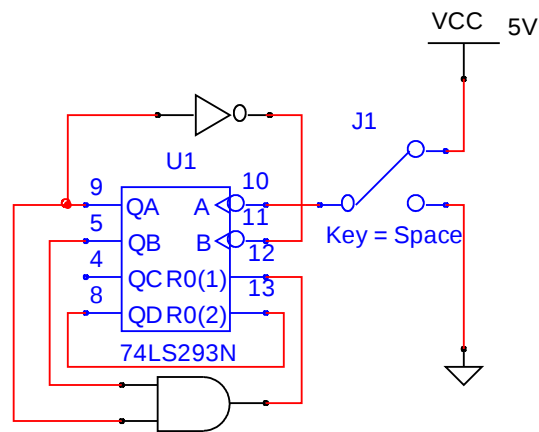 VCC 5V
J1
U1
9 10
QA A
5 11
QB B
4 12
QC R0(1)
8 13
QD R0(2)
Key = Space
74LS293N